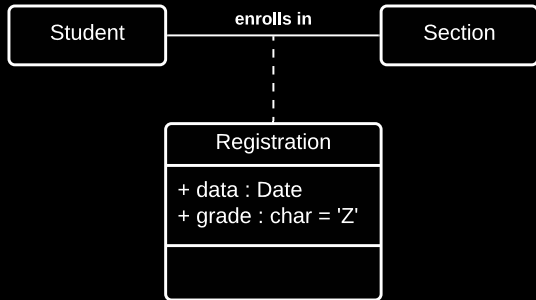 enrolls in
Student
Section
Registration
+ data : Date
+ grade : char = 'Z'